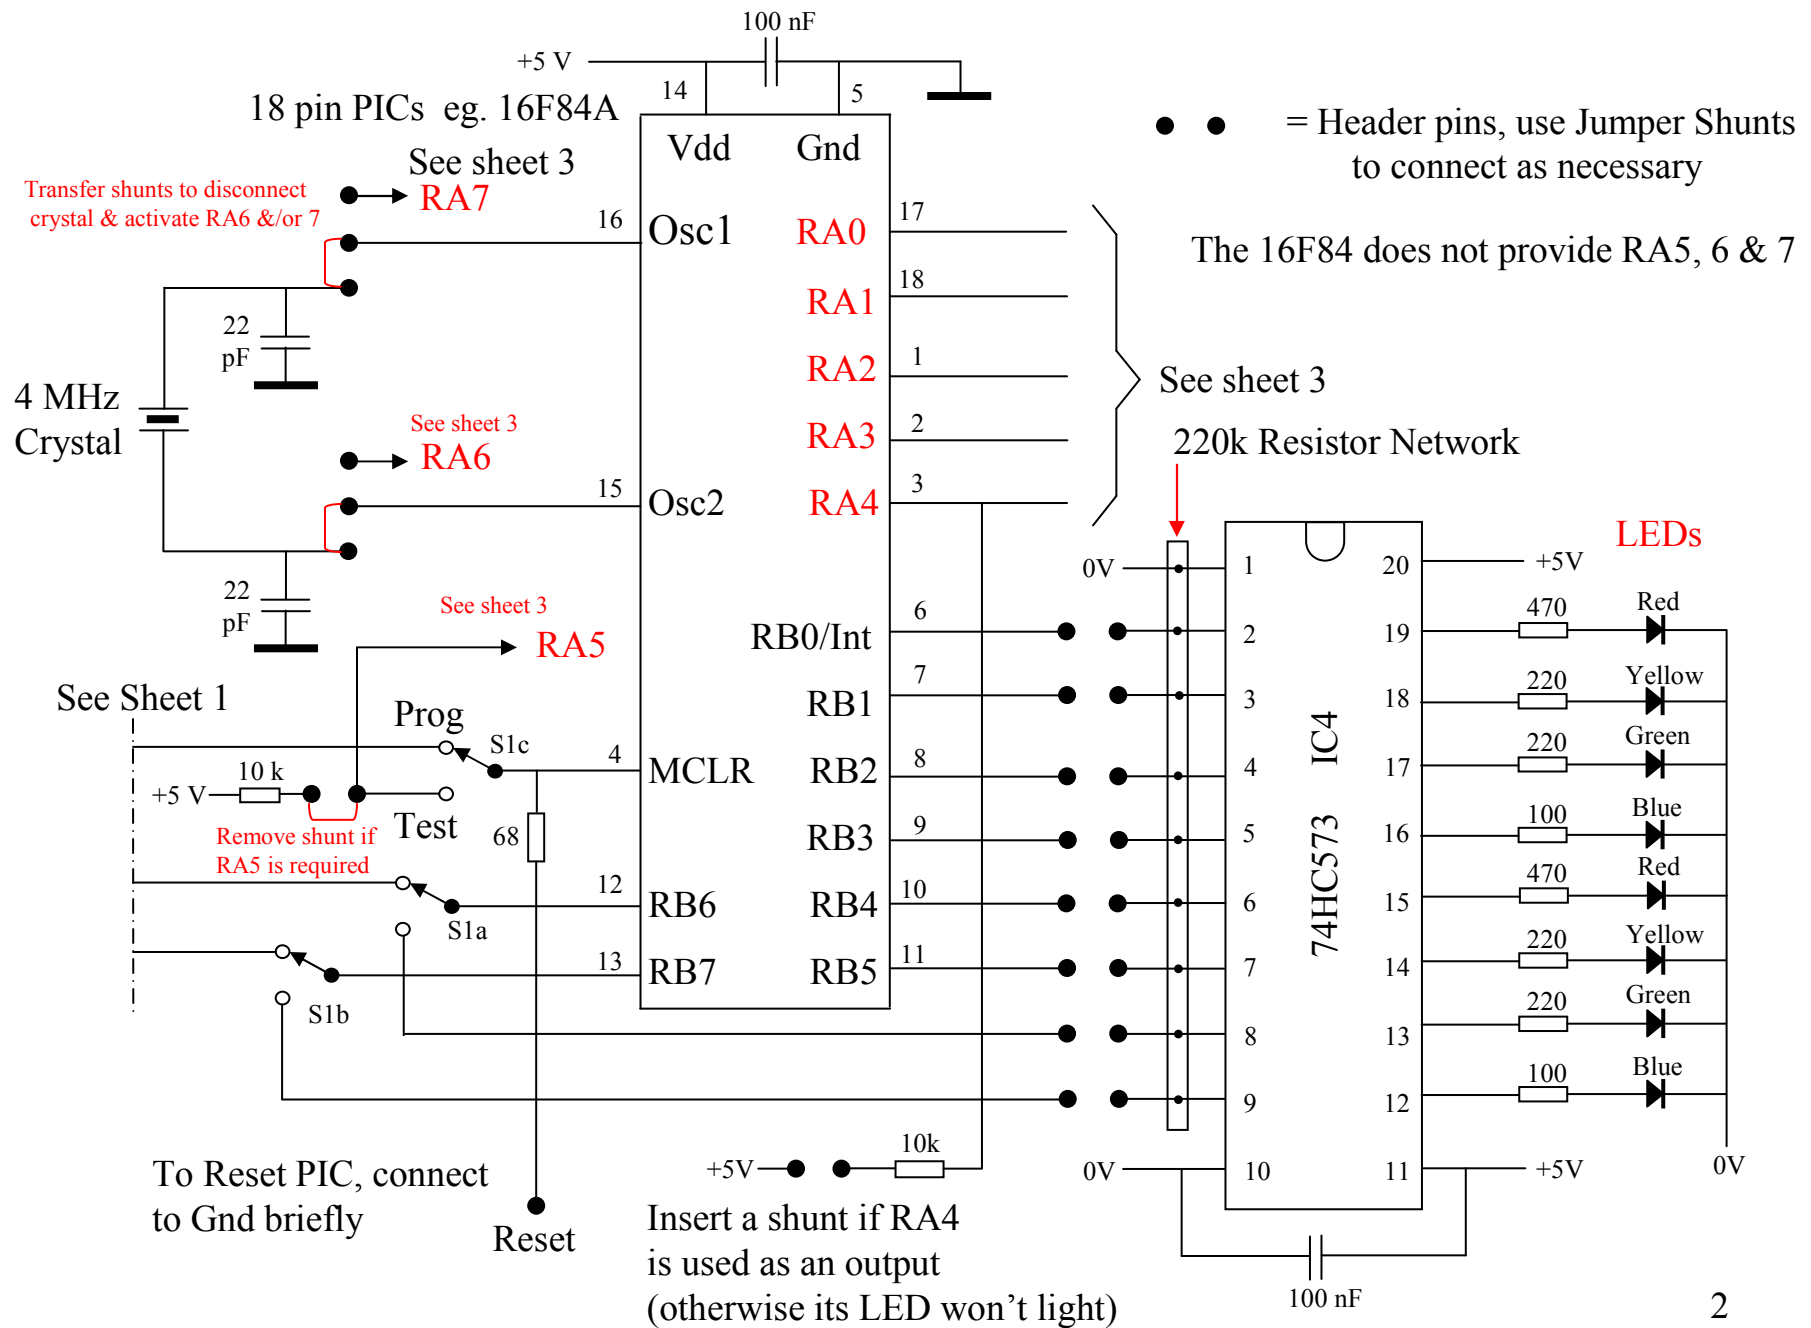 100 nF
+5 V
14
5
18 pin PICs  eg. 16F84A
= Header pins, use Jumper Shunts
to connect as necessary
Vdd
Gnd
See sheet 3
Transfer shunts to disconnect
crystal & activate RA6 &/or 7
RA7
16
Osc1
RA0
17
The 16F84 does not provide RA5, 6 & 7
RA1
18
22
pF
RA2
1
See sheet 3
4 MHz
Crystal
See sheet 3
RA6
RA3
2
220k Resistor Network
15
Osc2
RA4
3
LEDs
0V
1
20
+5V
22
pF
See sheet 3
RA5
RB0/Int
6
2
19
470
Red
See Sheet 1
Prog
S1c
RB1
7
3
18
220
Yellow
4
MCLR
RB2
8
4
17
220
Green
10 k
+5 V
Test
Remove shunt if
RA5 is required
68
RB3
9
5
16
100
Blue
IC4
74HC573
12
RB6
S1a
RB4
10
6
15
470
Red
13
RB7
S1b
RB5
11
7
14
220
Yellow
8
13
220
Green
9
12
100
Blue
To Reset PIC, connect
to Gnd briefly
Reset
+5V
10k
0V
10
11
+5V
0V
Insert a shunt if RA4
is used as an output
(otherwise its LED won't light)
100 nF
2